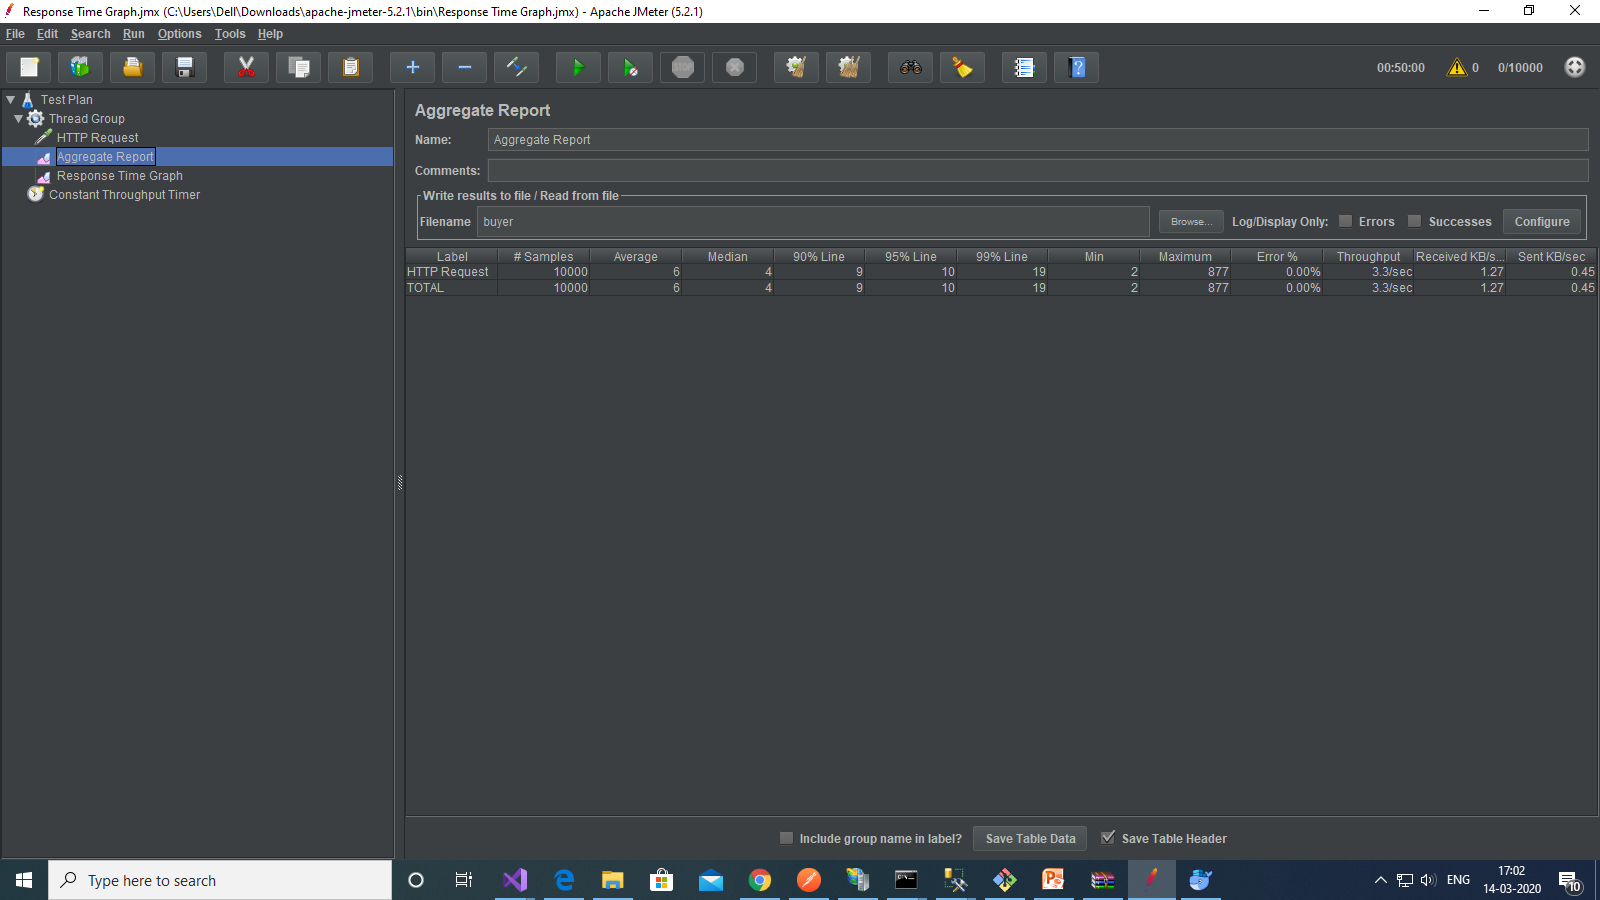 Response Time Graph.jmx (C:\Users\Dell\Downloads\apache-jmeter-5.2.1\bin\Response Time Graph.jmx) - Apache JMeter (5.2.1)
File Edit Search Run Options Tools Help
STOP 00:50:00 0 0/10000
Test Plan
Thread Group
HTTP Request
Aggregate Report
Response Time Graph
Constant Throughput Timer
Aggregate Report
Name: Aggregate Report
Comments:
Write results to file / Read from file
Filename buyer Browse... Log/Display Only: Errors Successes Configure
Label # Samples Average Median 90% Line 95% Line 99% Line Min Maximum Error % Throughput Received KB/s... Sent KB/sec
HTTP Request 10000 6 4 9 10 19 2 877 0.00% 3.3/sec 1.27 0.45
TOTAL 10000 6 4 9 10 19 2 877 0.00% 3.3/sec 1.27 0.45
Include group name in label? Save Table Data Save Table Header
Type here to search
ENG
17:02
14-03-2020
10